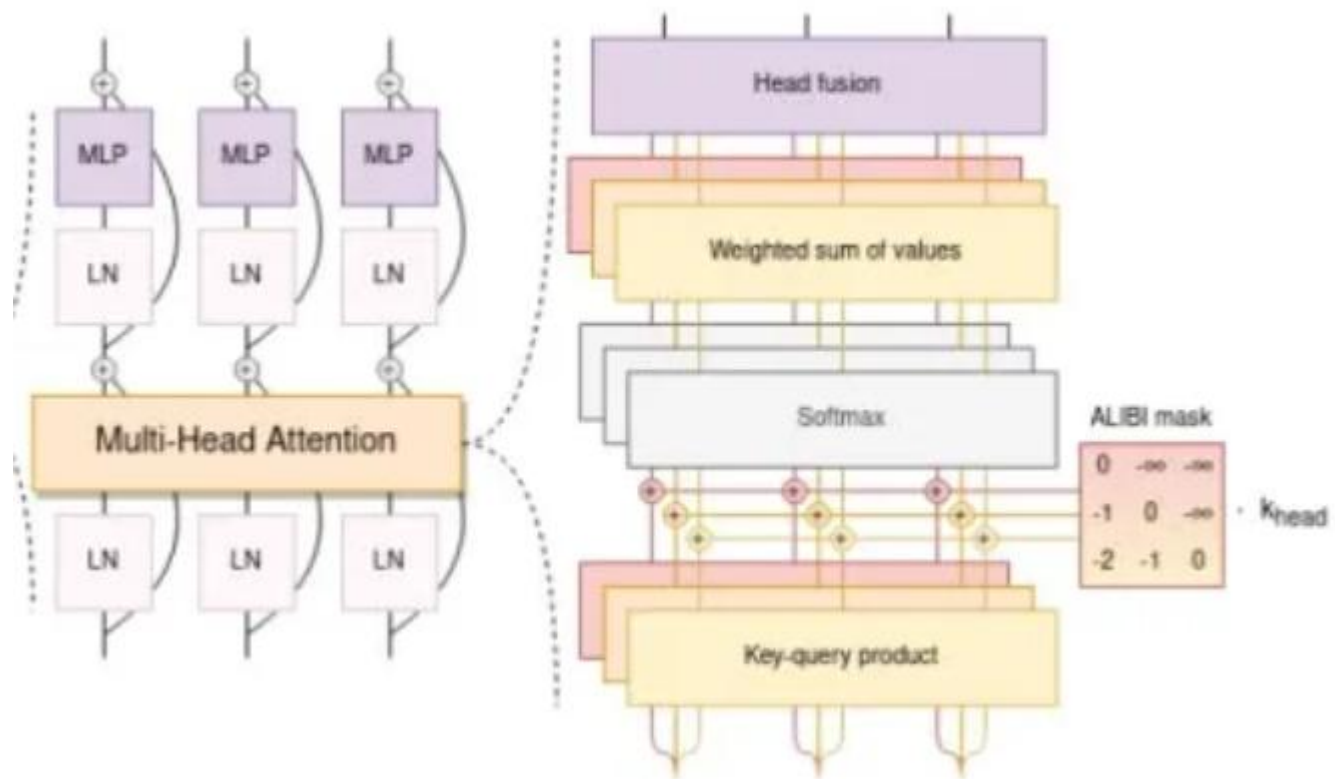 MLP MLP MLP
LN LN LN
Multi-Head Attention
LN LN LN
Head fusion
Weighted sum of values
Softmax
ALIBI mask
0 -∞ -∞
-1 0 -∞ · khead
-2 -1 0
Key-query product